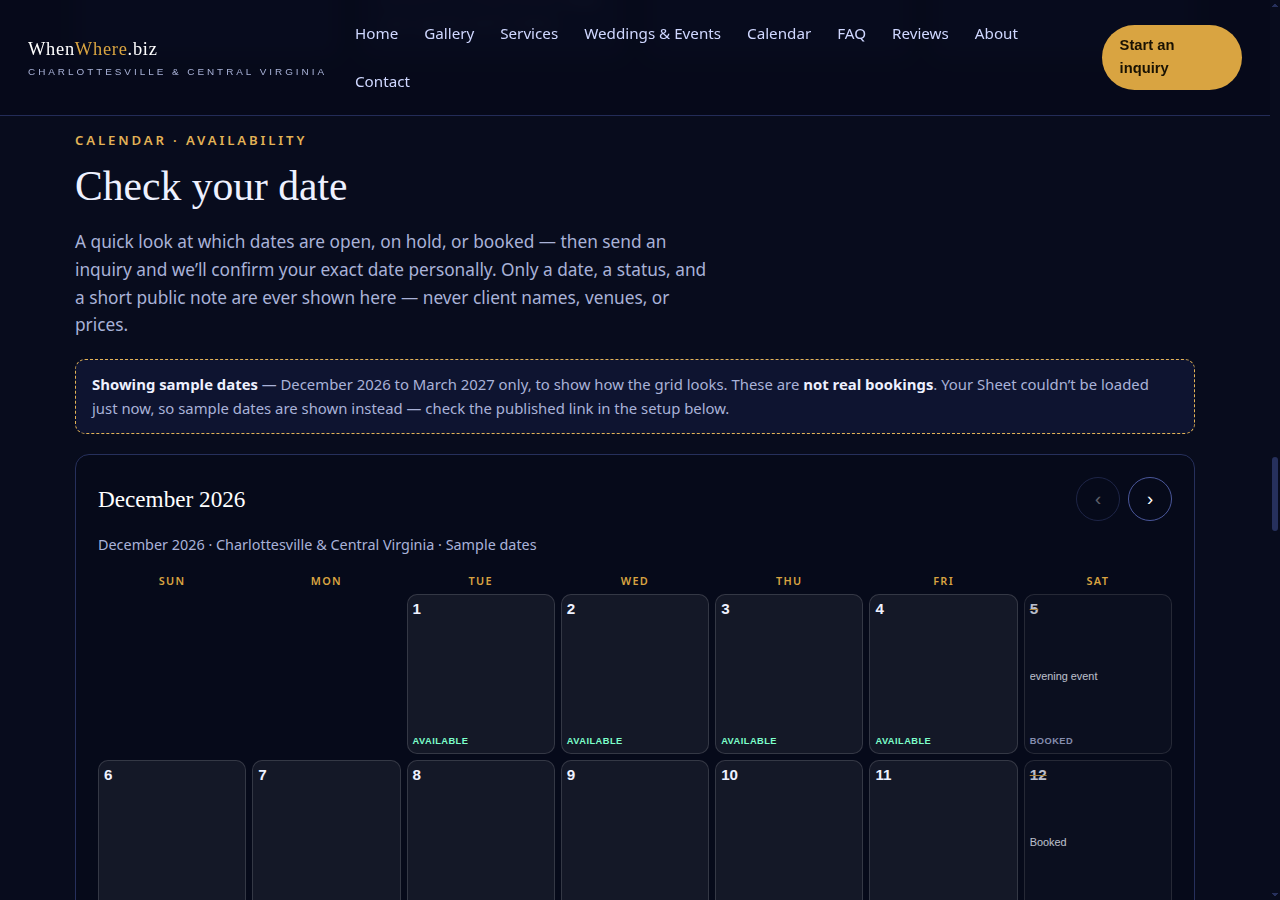 WhenWhere.biz
CHARLOTTESVILLE & CENTRAL VIRGINIA
Home Gallery Services Weddings & Events Calendar FAQ Reviews About
Contact
Start an
inquiry
CALENDAR · AVAILABILITY
Check your date
A quick look at which dates are open, on hold, or booked — then send an
inquiry and we’ll confirm your exact date personally. Only a date, a status, and
a short public note are ever shown here — never client names, venues, or
prices.
Showing sample dates — December 2026 to March 2027 only, to show how the grid looks. These are not real bookings. Your Sheet couldn’t be loaded
just now, so sample dates are shown instead — check the published link in the setup below.
December 2026
‹ ›
December 2026 · Charlottesville & Central Virginia · Sample dates
SUN MON TUE WED THU FRI SAT
1 2 3 4 5
evening event
AVAILABLE AVAILABLE AVAILABLE AVAILABLE BOOKED
6 7 8 9 10 11 12
Booked